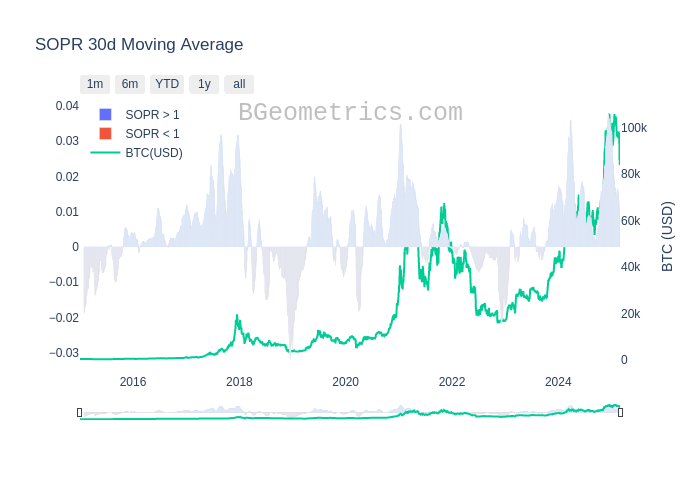 SOPR 30d Moving Average
1m 6m YTD 1y all
BGeometrics.com
SOPR > 1
SOPR < 1
BTC(USD)
0.04
0.03
0.02
0.01
0
−0.01
−0.02
−0.03
100k
80k
60k
40k
20k
0
BTC (USD)
2016 2018 2020 2022 2024